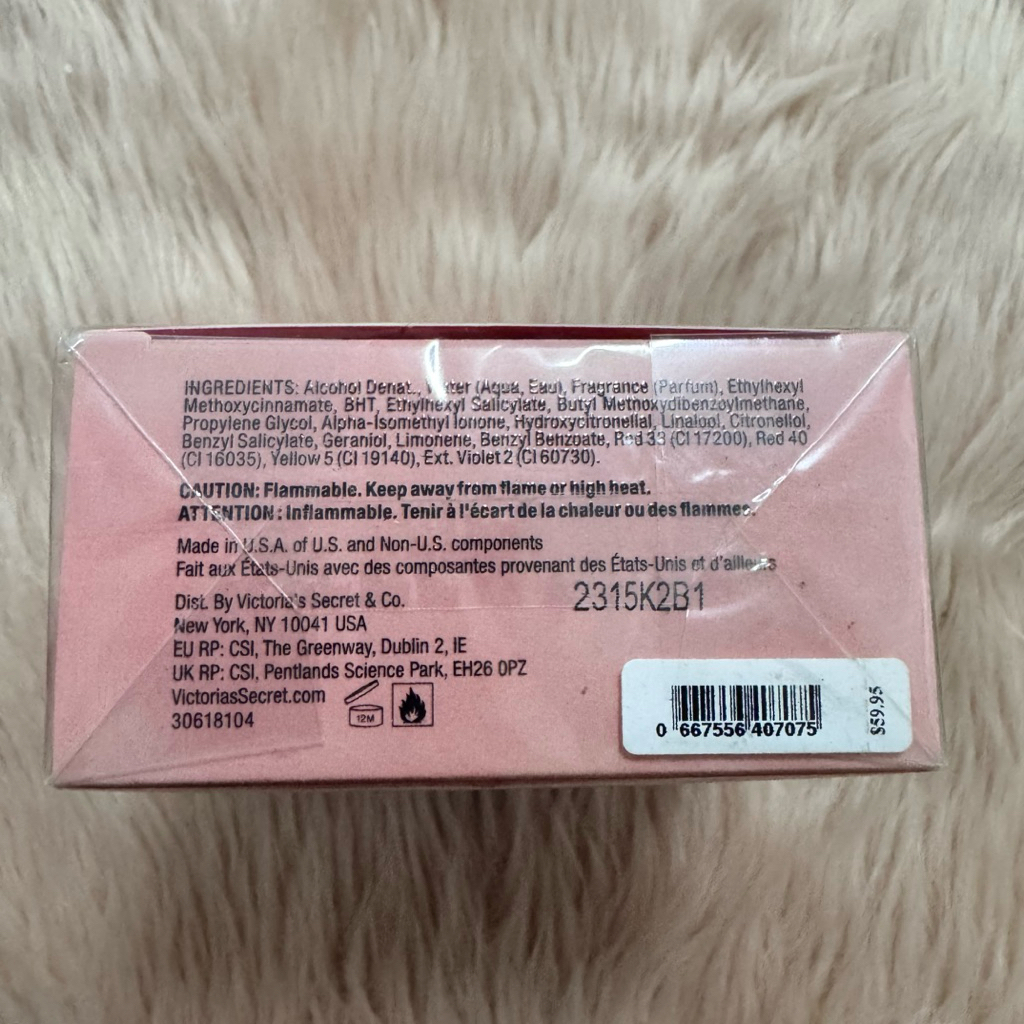 INGREDIENTS: Alcohol Denat., Water (Aqua, Eau), Fragrance (Parfum), Ethylhexyl
Methoxycinnamate, BHT, Ethylhexyl Salicylate, Butyl Methoxydibenzoylmethane,
Propylene Glycol, Alpha-Isomethyl Ionone, Hydroxycitronellal, Linalool, Citronellol,
Benzyl Salicylate, Geraniol, Limonene, Benzyl Benzoate, Red 33 (CI 17200), Red 40
(CI 16035), Yellow 5 (CI 19140), Ext. Violet 2 (CI 60730).
CAUTION: Flammable. Keep away from flame or high heat.
ATTENTION : Inflammable. Tenir à l'écart de la chaleur ou des flammes.
Made in U.S.A. of U.S. and Non-U.S. components
Fait aux États-Unis avec des composantes provenant des États-Unis et d'ailleurs
2315K2B1
Dist. By Victoria's Secret & Co.
New York, NY 10041 USA
EU RP: CSI, The Greenway, Dublin 2, IE
UK RP: CSI, Pentlands Science Park, EH26 0PZ
VictoriasSecret.com
30618104
12M
0 667556 407075
$59.95